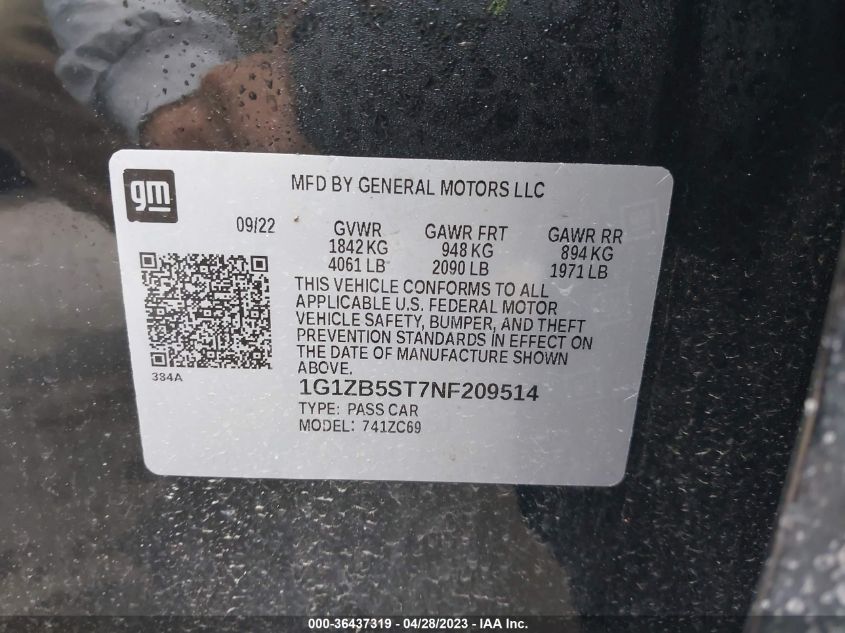 gm
MFD BY GENERAL MOTORS LLC
09/22
GVWR GAWR FRT GAWR RR
1842 KG 948 KG 894 KG
4061 LB 2090 LB 1971 LB
THIS VEHICLE CONFORMS TO ALL
APPLICABLE U.S. FEDERAL MOTOR
VEHICLE SAFETY, BUMPER, AND THEFT
PREVENTION STANDARDS IN EFFECT ON
THE DATE OF MANUFACTURE SHOWN
ABOVE.
334A
1G1ZB5ST7NF209514
TYPE: PASS CAR
MODEL: 741ZC69
000-36437319 - 04/28/2023 - IAA Inc.